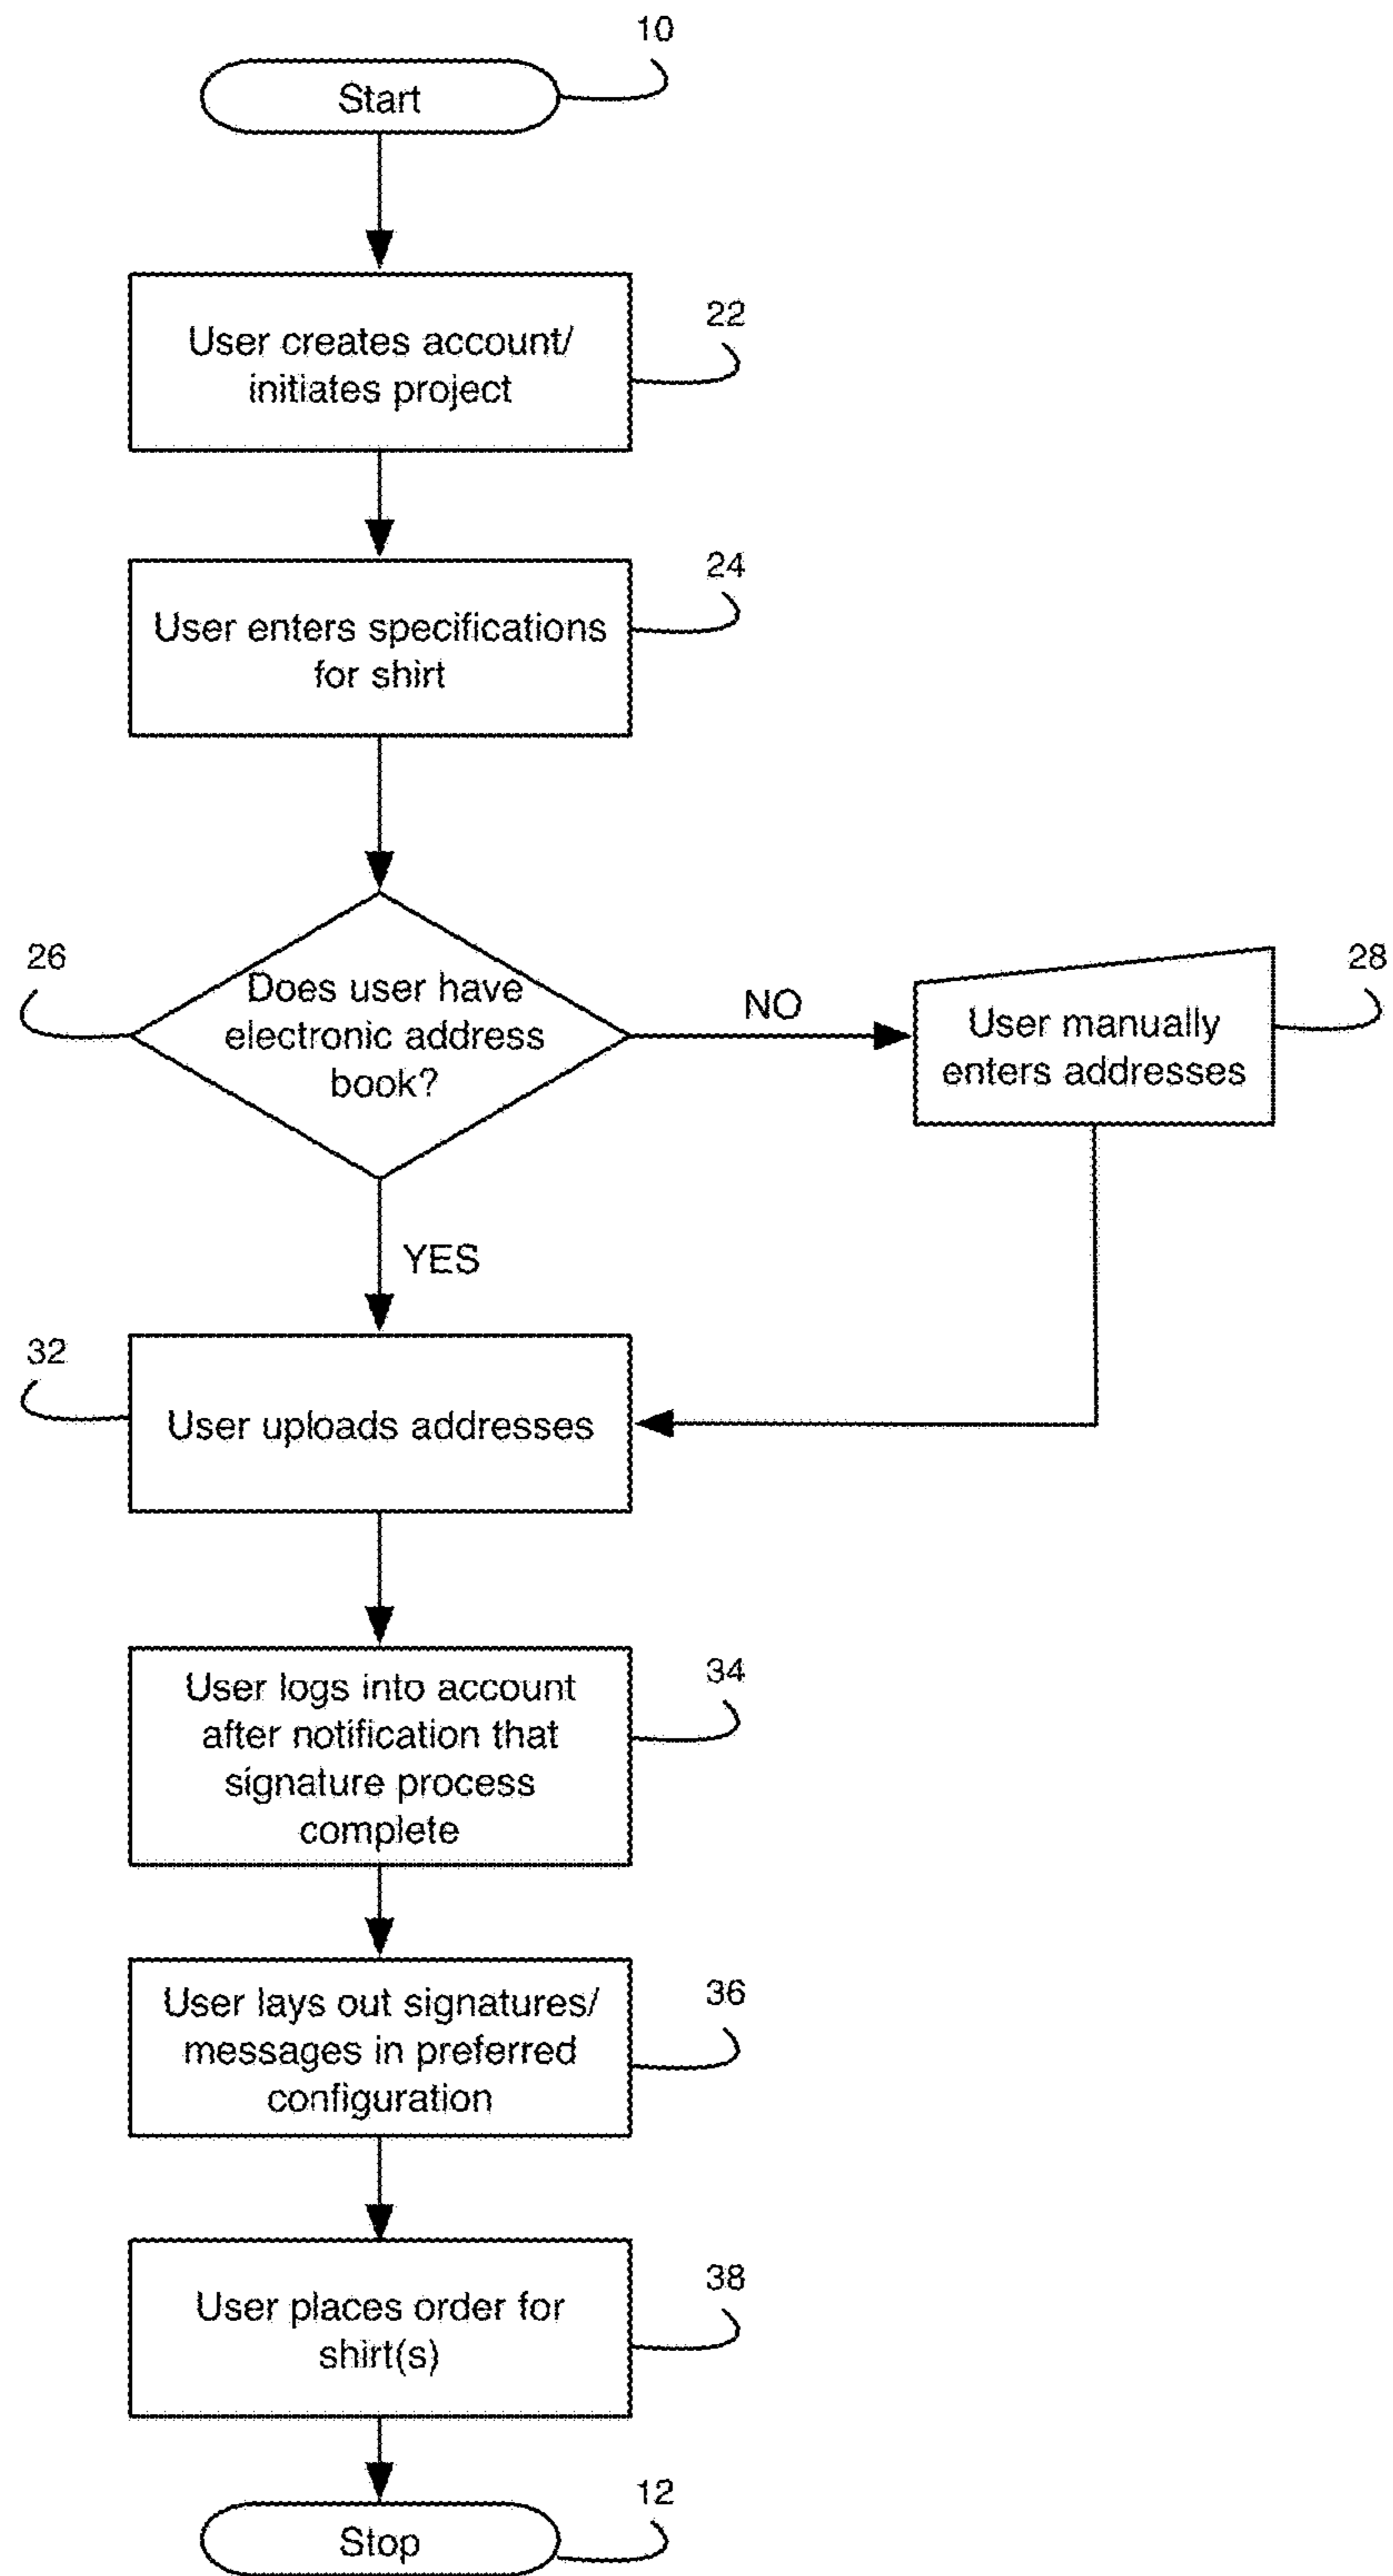 10
Start
22
User creates account/
initiates project
24
User enters specifications
for shirt
26
Does user have
electronic address
book?
NO
28
User manually
enters addresses
YES
32
User uploads addresses
34
User logs into account
after notification that
signature process
complete
36
User lays out signatures/
messages in preferred
configuration
38
User places order for
shirt(s)
12
Stop